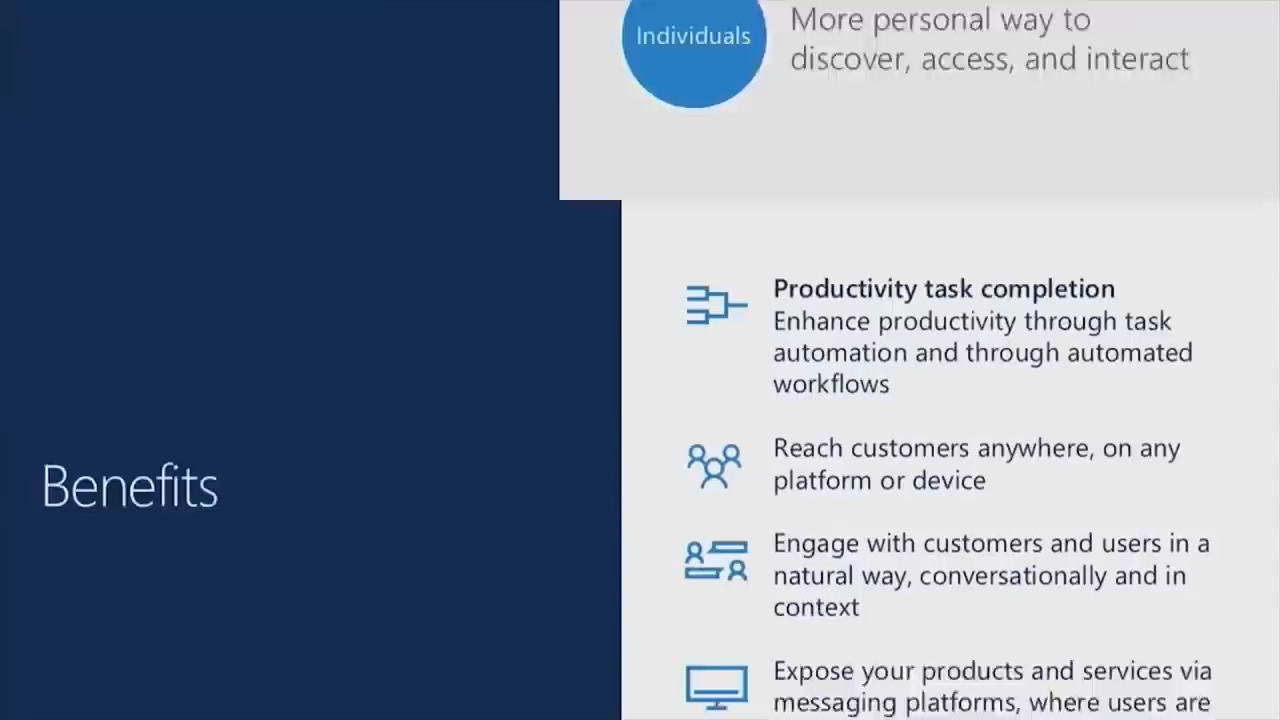 Individuals
More personal way to
discover, access, and interact
Benefits
Productivity task completion
Enhance productivity through task
automation and through automated
workflows
Reach customers anywhere, on any
platform or device
Engage with customers and users in a
natural way, conversationally and in
context
Expose your products and services via
messaging platforms, where users are